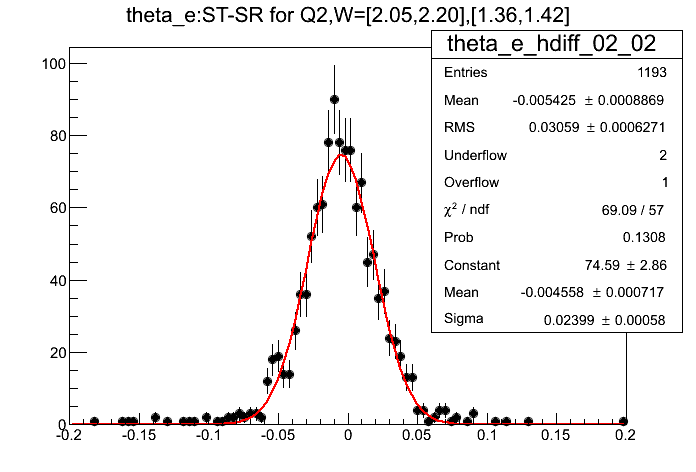 theta_e:ST-SR for Q2,W=[2.05,2.20],[1.36,1.42]
theta_e_hdiff_02_02
Entries 1193
Mean -0.005425 ± 0.0008869
RMS 0.03059 ± 0.0006271
Underflow 2
Overflow 1
χ² / ndf 69.09 / 57
Prob 0.1308
Constant 74.59 ± 2.86
Mean -0.004558 ± 0.000717
Sigma 0.02399 ± 0.00058
100
80
60
40
20
0
-0.2 -0.15 -0.1 -0.05 0 0.05 0.1 0.15 0.2